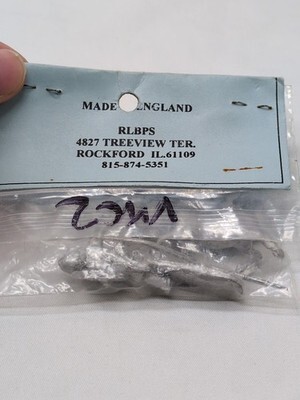 MADE ENGLAND
RLBPS
4827 TREEVIEW TER.
ROCKFORD IL.61109
815-874-5351